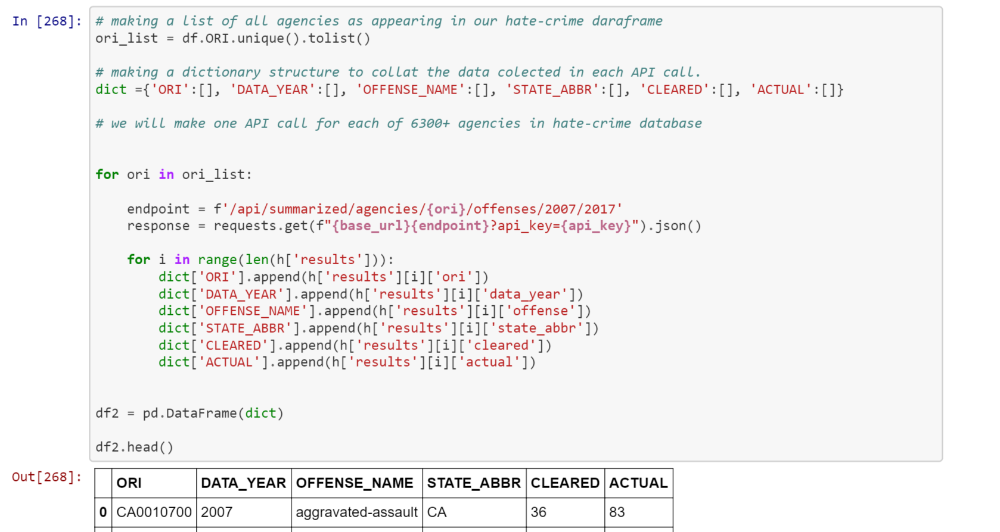 In [268]:
# making a list of all agencies as appearing in our hate-crime daraframe
ori_list = df.ORI.unique().tolist()
# making a dictionary structure to collat the data colected in each API call.
dict ={'ORI':[], 'DATA_YEAR':[], 'OFFENSE_NAME':[], 'STATE_ABBR':[], 'CLEARED':[], 'ACTUAL':[]}
# we will make one API call for each of 6300+ agencies in hate-crime database
for ori in ori_list:
    endpoint = f'/api/summarized/agencies/{ori}/offenses/2007/2017'
    response = requests.get(f"{base_url}{endpoint}?api_key={api_key}").json()
    for i in range(len(h['results'])):
        dict['ORI'].append(h['results'][i]['ori'])
        dict['DATA_YEAR'].append(h['results'][i]['data_year'])
        dict['OFFENSE_NAME'].append(h['results'][i]['offense'])
        dict['STATE_ABBR'].append(h['results'][i]['state_abbr'])
        dict['CLEARED'].append(h['results'][i]['cleared'])
        dict['ACTUAL'].append(h['results'][i]['actual'])
df2 = pd.DataFrame(dict)
df2.head()
Out[268]:
ORI DATA_YEAR OFFENSE_NAME STATE_ABBR CLEARED ACTUAL
0 CA0010700 2007 aggravated-assault CA 36 83